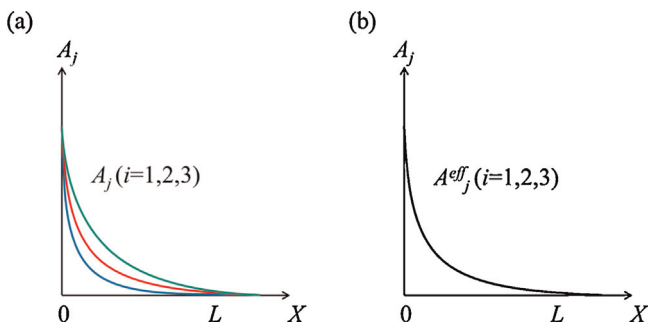 (a)
A_j
A_j (i=1,2,3)
0
L
X
(b)
A_j
A^eff_j (i=1,2,3)
0
L
X